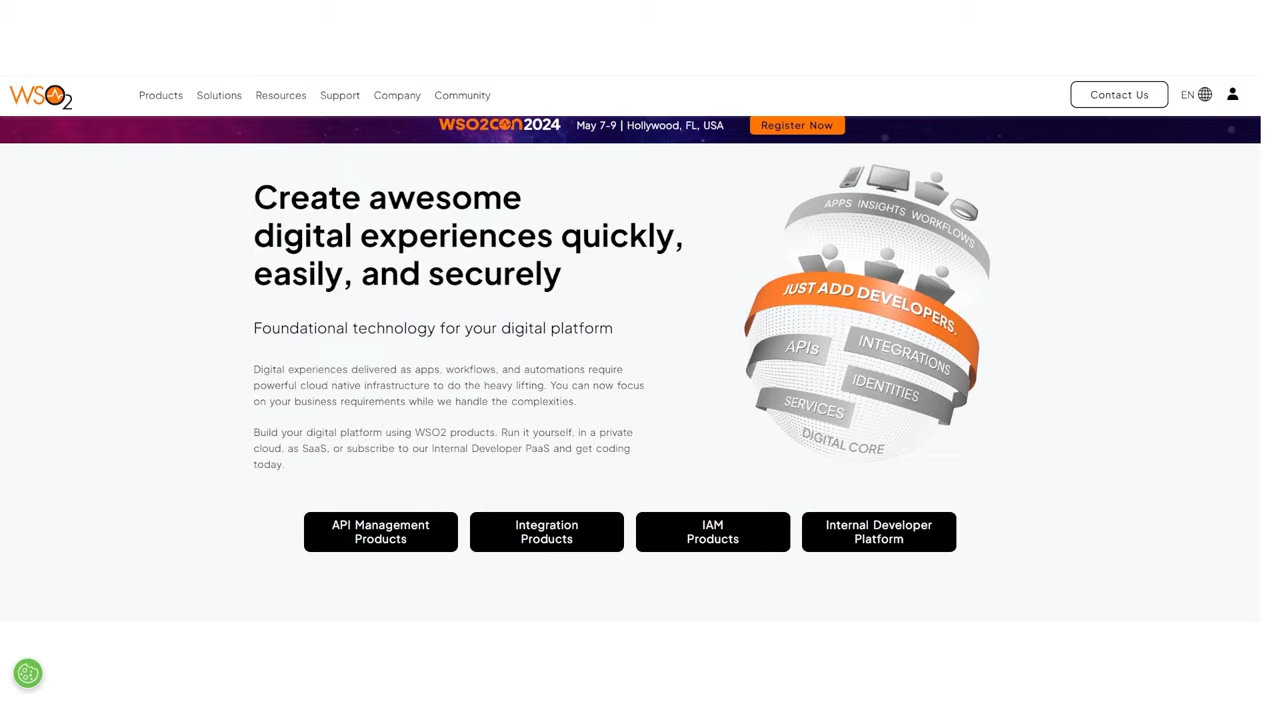 WSO2
Products Solutions Resources Support Company Community
Contact Us
EN
WSO2CON2024 May 7-9 | Hollywood, FL, USA Register Now
Create awesome
digital experiences quickly,
easily, and securely
Foundational technology for your digital platform
Digital experiences delivered as apps, workflows, and automations require
powerful cloud native infrastructure to do the heavy lifting. You can now focus
on your business requirements while we handle the complexities.
Build your digital platform using WSO2 products. Run it yourself, in a private
cloud, as SaaS, or subscribe to our Internal Developer PaaS and get coding
today.
APPS INSIGHTS WORKFLOWS
JUST ADD DEVELOPERS.
APIs
INTEGRATIONS
IDENTITIES
SERVICES
DIGITAL CORE
API Management
Products
Integration
Products
IAM
Products
Internal Developer
Platform